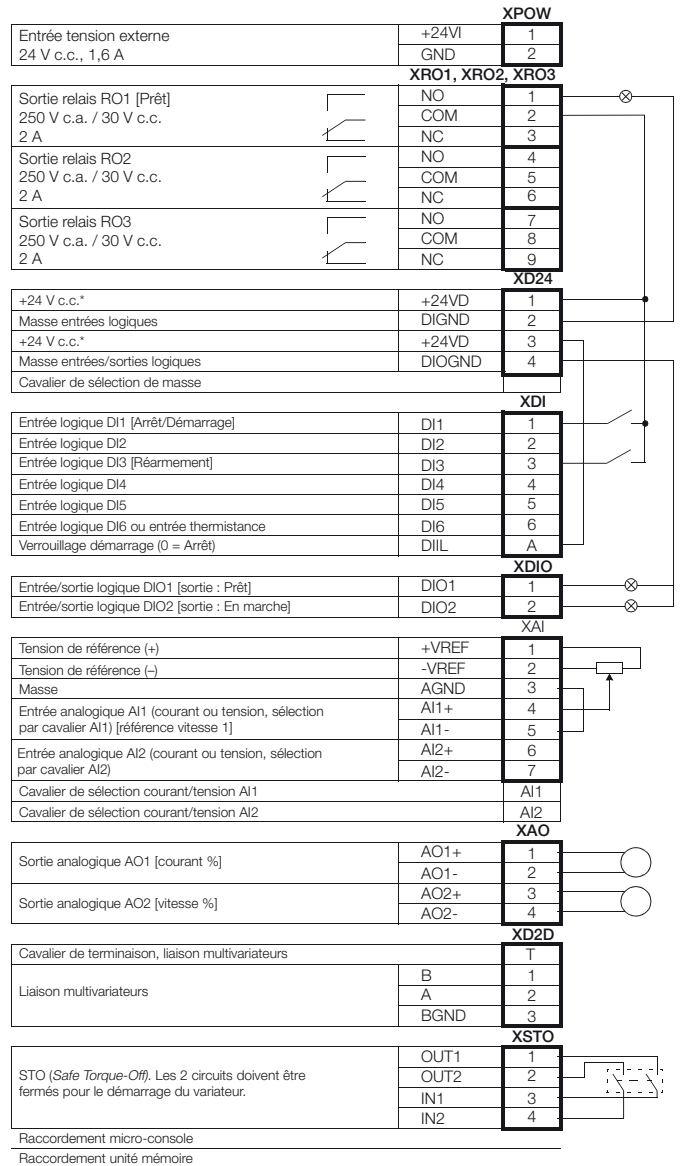 XPOW
Entrée tension externe
24 V c.c., 1,6 A
+24VI 1
GND 2
XRO1, XRO2, XRO3
Sortie relais RO1 [Prêt]
250 V c.a. / 30 V c.c.
2 A
NO 1
COM 2
NC 3
Sortie relais RO2
250 V c.a. / 30 V c.c.
2 A
NO 4
COM 5
NC 6
Sortie relais RO3
250 V c.a. / 30 V c.c.
2 A
NO 7
COM 8
NC 9
XD24
+24 V c.c.* +24VD 1
Masse entrées logiques DIGND 2
+24 V c.c.* +24VD 3
Masse entrées/sorties logiques DIOGND 4
Cavalier de sélection de masse
XDI
Entrée logique DI1 [Arrêt/Démarrage] DI1 1
Entrée logique DI2 DI2 2
Entrée logique DI3 [Réarmement] DI3 3
Entrée logique DI4 DI4 4
Entrée logique DI5 DI5 5
Entrée logique DI6 ou entrée thermistance DI6 6
Verrouillage démarrage (0 = Arrêt) DIIL A
XDIO
Entrée/sortie logique DIO1 [sortie : Prêt] DIO1 1
Entrée/sortie logique DIO2 [sortie : En marche] DIO2 2
XAI
Tension de référence (+) +VREF 1
Tension de référence (–) -VREF 2
Masse AGND 3
Entrée analogique AI1 (courant ou tension, sélection
par cavalier AI1) [référence vitesse 1]
AI1+ 4
AI1- 5
Entrée analogique AI2 (courant ou tension, sélection
par cavalier AI2)
AI2+ 6
AI2- 7
Cavalier de sélection courant/tension AI1 AI1
Cavalier de sélection courant/tension AI2 AI2
XAO
Sortie analogique AO1 [courant %]
AO1+ 1
AO1- 2
Sortie analogique AO2 [vitesse %]
AO2+ 3
AO2- 4
XD2D
Cavalier de terminaison, liaison multivariateurs T
Liaison multivariateurs
B 1
A 2
BGND 3
XSTO
STO (Safe Torque-Off). Les 2 circuits doivent être
fermés pour le démarrage du variateur.
OUT1 1
OUT2 2
IN1 3
IN2 4
Raccordement micro-console
Raccordement unité mémoire